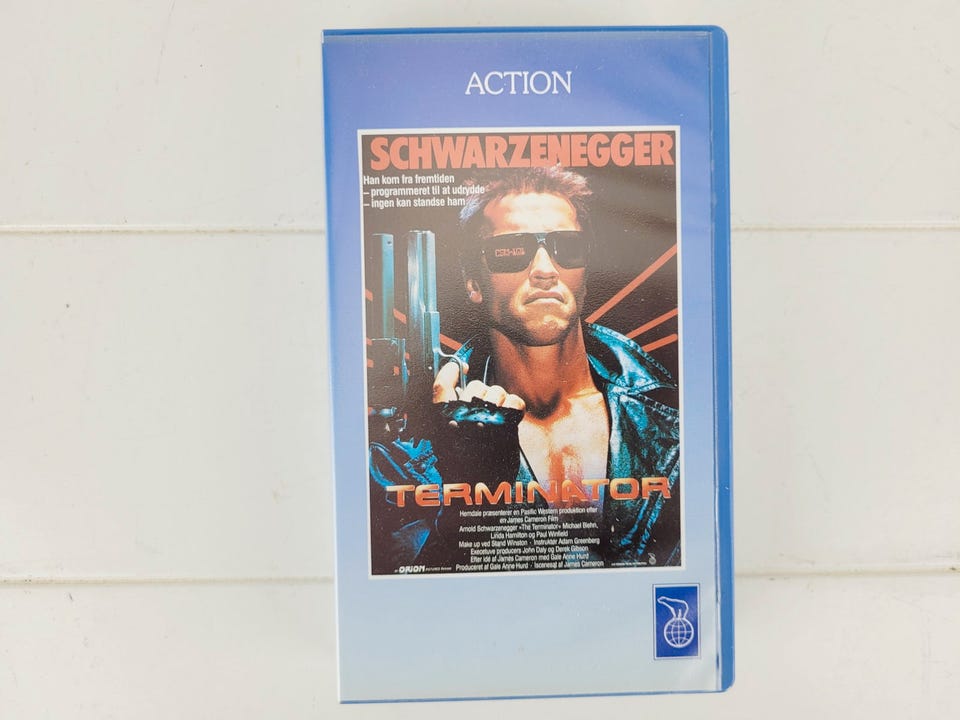 ACTION
SCHWARZENEGGER
Han kom fra fremtiden
– programmeret til at udrydde
– ingen kan standse ham
TERMINATOR
Hemdale præsenterer en Pacific Western produktion efter
en James Cameron Film
Arnold Schwarzenegger »The Terminator« Michael Biehn,
Linda Hamilton og Paul Winfield
Make up ved Stand Winston · Instruktør Adam Greenberg
Executuve producers John Daly og Derek Gibson
Efter idé af James Cameron med Gale Anne Hurd
Produceret af Gale Anne Hurd · Iscenesat af James Cameron
ORION